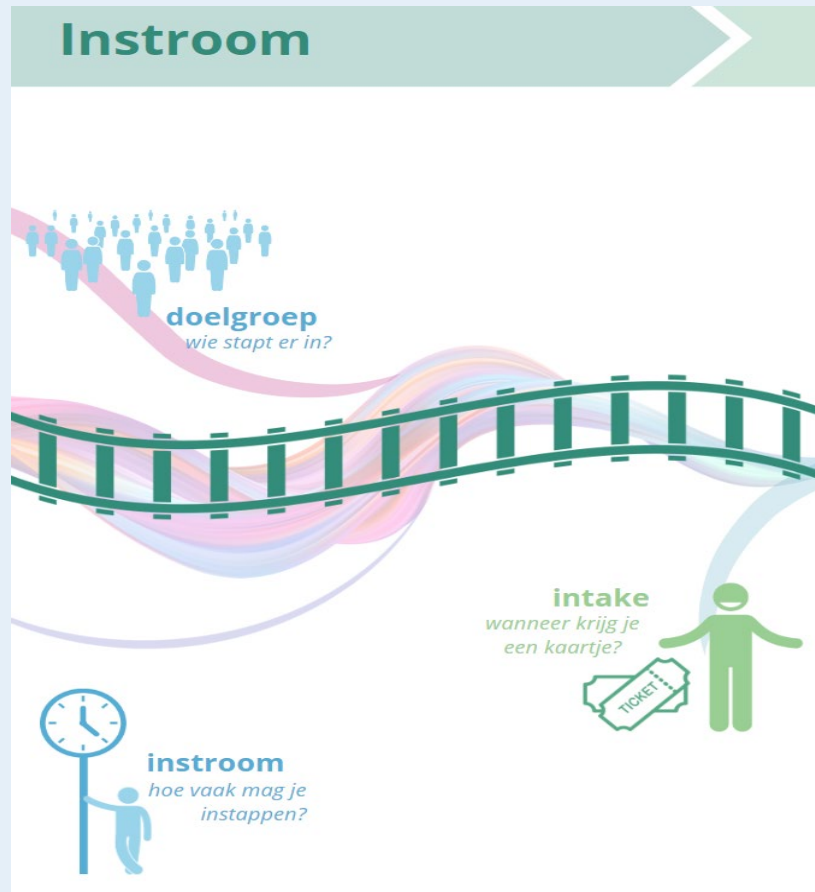 Instroom
doelgroep
wie stapt er in?
intake
wanneer krijg je
een kaartje?
TICKET
instroom
hoe vaak mag je
instappen?